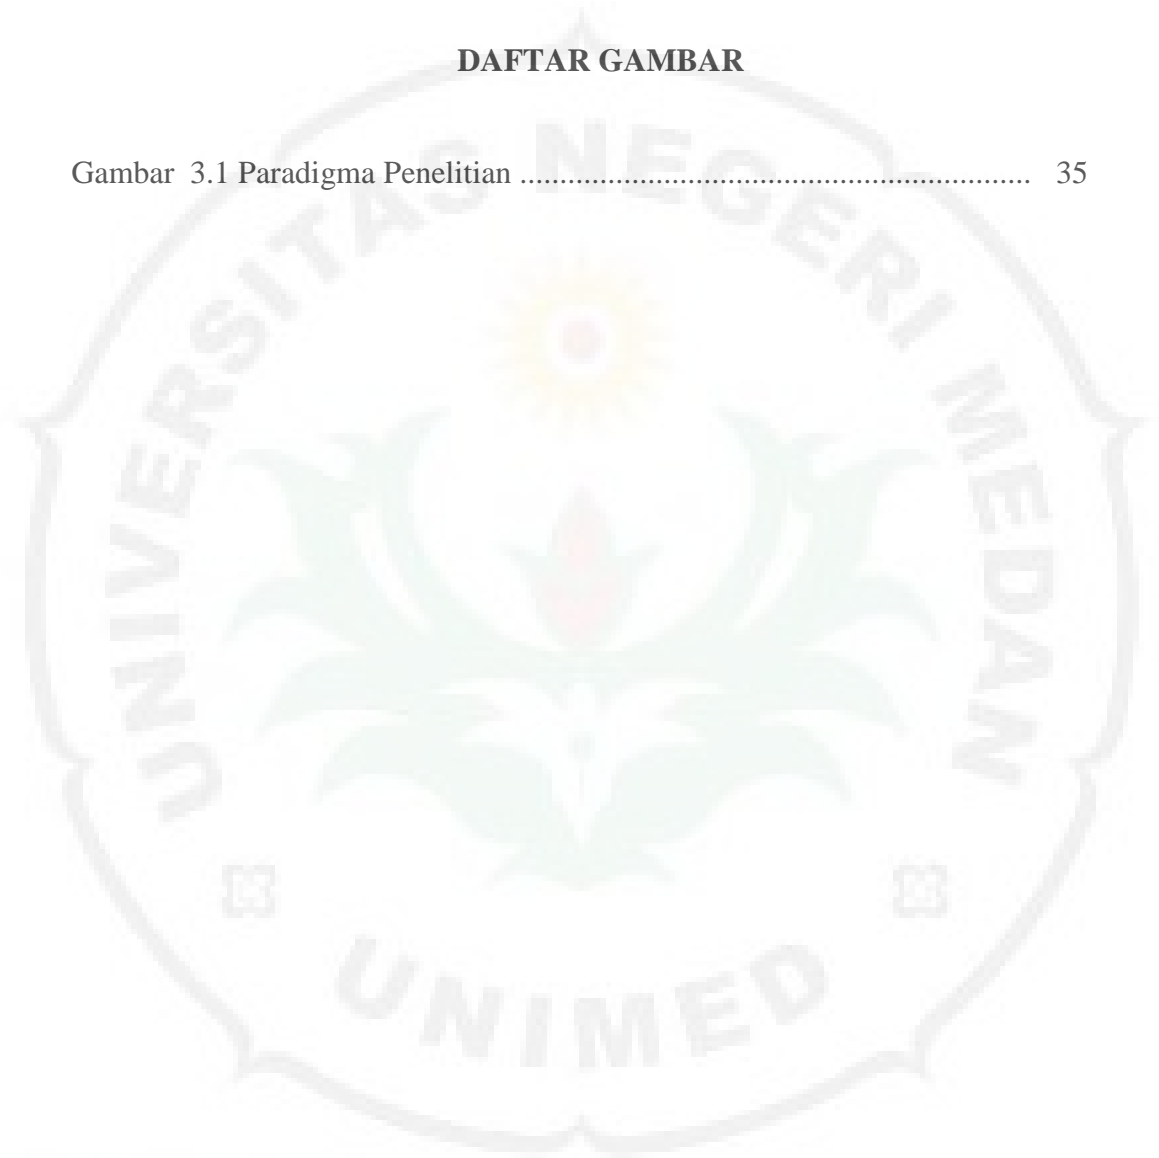 DAFTAR GAMBAR
Gambar 3.1 Paradigma Penelitian ............................................................... 35
UNIVERSITAS NEGERI MEDAN
UNIMED